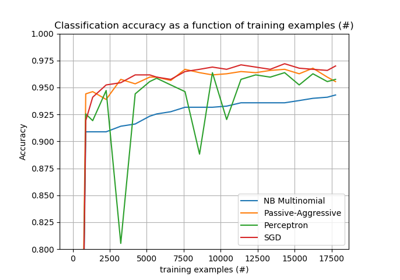 Classification accuracy as a function of training examples (#)
1.000
0.975
0.950
0.925
0.900
0.875
0.850
0.825
0.800
Accuracy
NB Multinomial
Passive-Aggressive
Perceptron
SGD
0 2500 5000 7500 10000 12500 15000 17500
training examples (#)